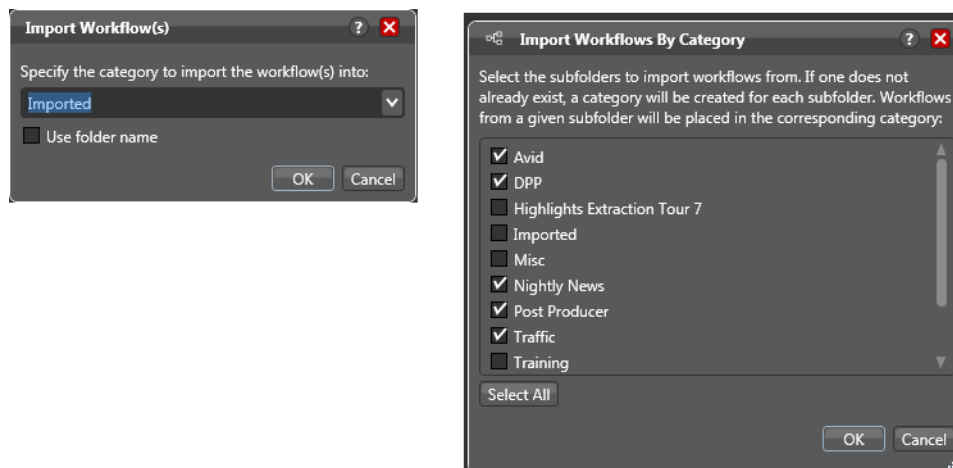 Import Workflow(s)
?
Specify the category to import the workflow(s) into:
Imported
Use folder name
OK
Cancel
Import Workflows By Category
?
Select the subfolders to import workflows from. If one does not
already exist, a category will be created for each subfolder. Workflows
from a given subfolder will be placed in the corresponding category:
Avid
DPP
Highlights Extraction Tour 7
Imported
Misc
Nightly News
Post Producer
Traffic
Training
Select All
OK
Cancel